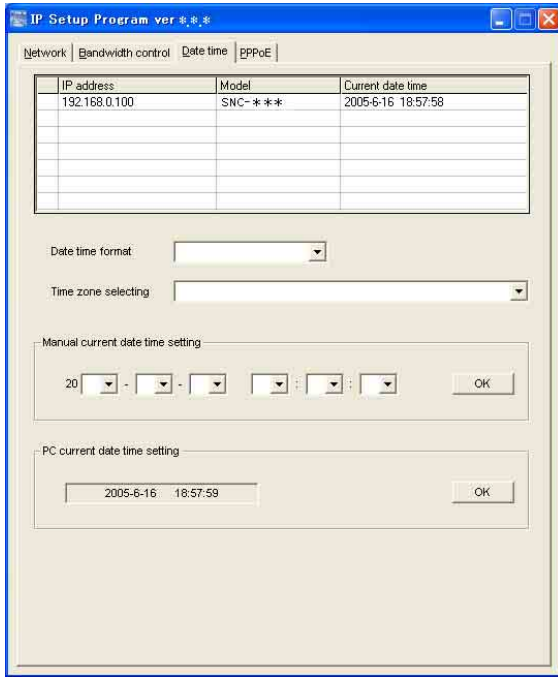 IP Setup Program ver *.*.*
Network Bandwidth control Date time PPPoE
IP address Model Current date time
192.168.0.100 SNC-*** 2005-6-16 18:57:58
Date time format
Time zone selecting
Manual current date time setting
20 - - : : OK
PC current date time setting
2005-6-16 18:57:59 OK